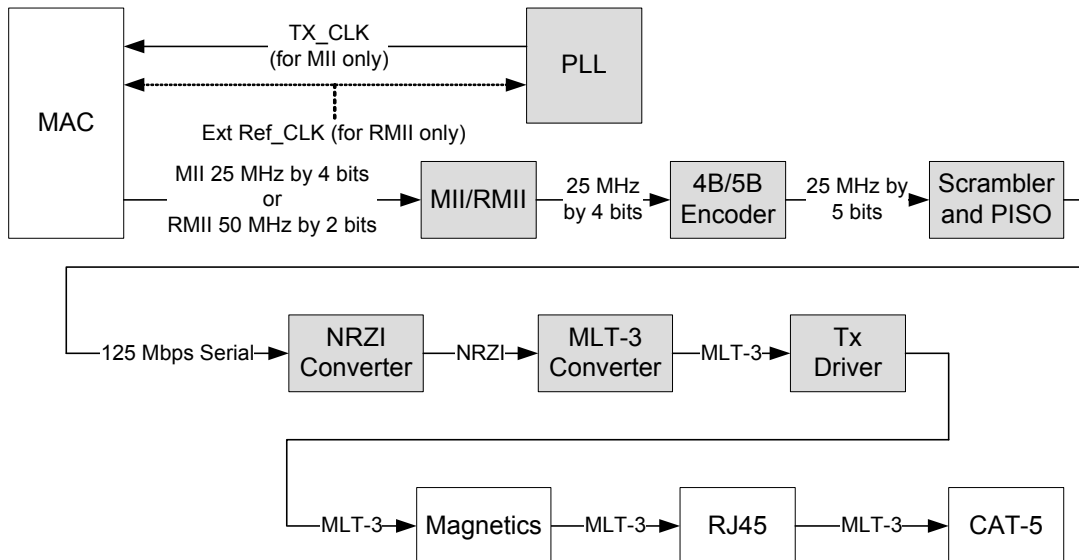 TX_CLK
(for MII only)
PLL
MAC
Ext Ref_CLK (for RMII only)
MII 25 MHz by 4 bits
or
RMII 50 MHz by 2 bits
MII/RMII
25 MHz
by 4 bits
4B/5B
Encoder
25 MHz by
5 bits
Scrambler
and PISO
125 Mbps Serial
NRZI
Converter
NRZI
MLT-3
Converter
MLT-3
Tx
Driver
MLT-3
Magnetics
MLT-3
RJ45
MLT-3
CAT-5